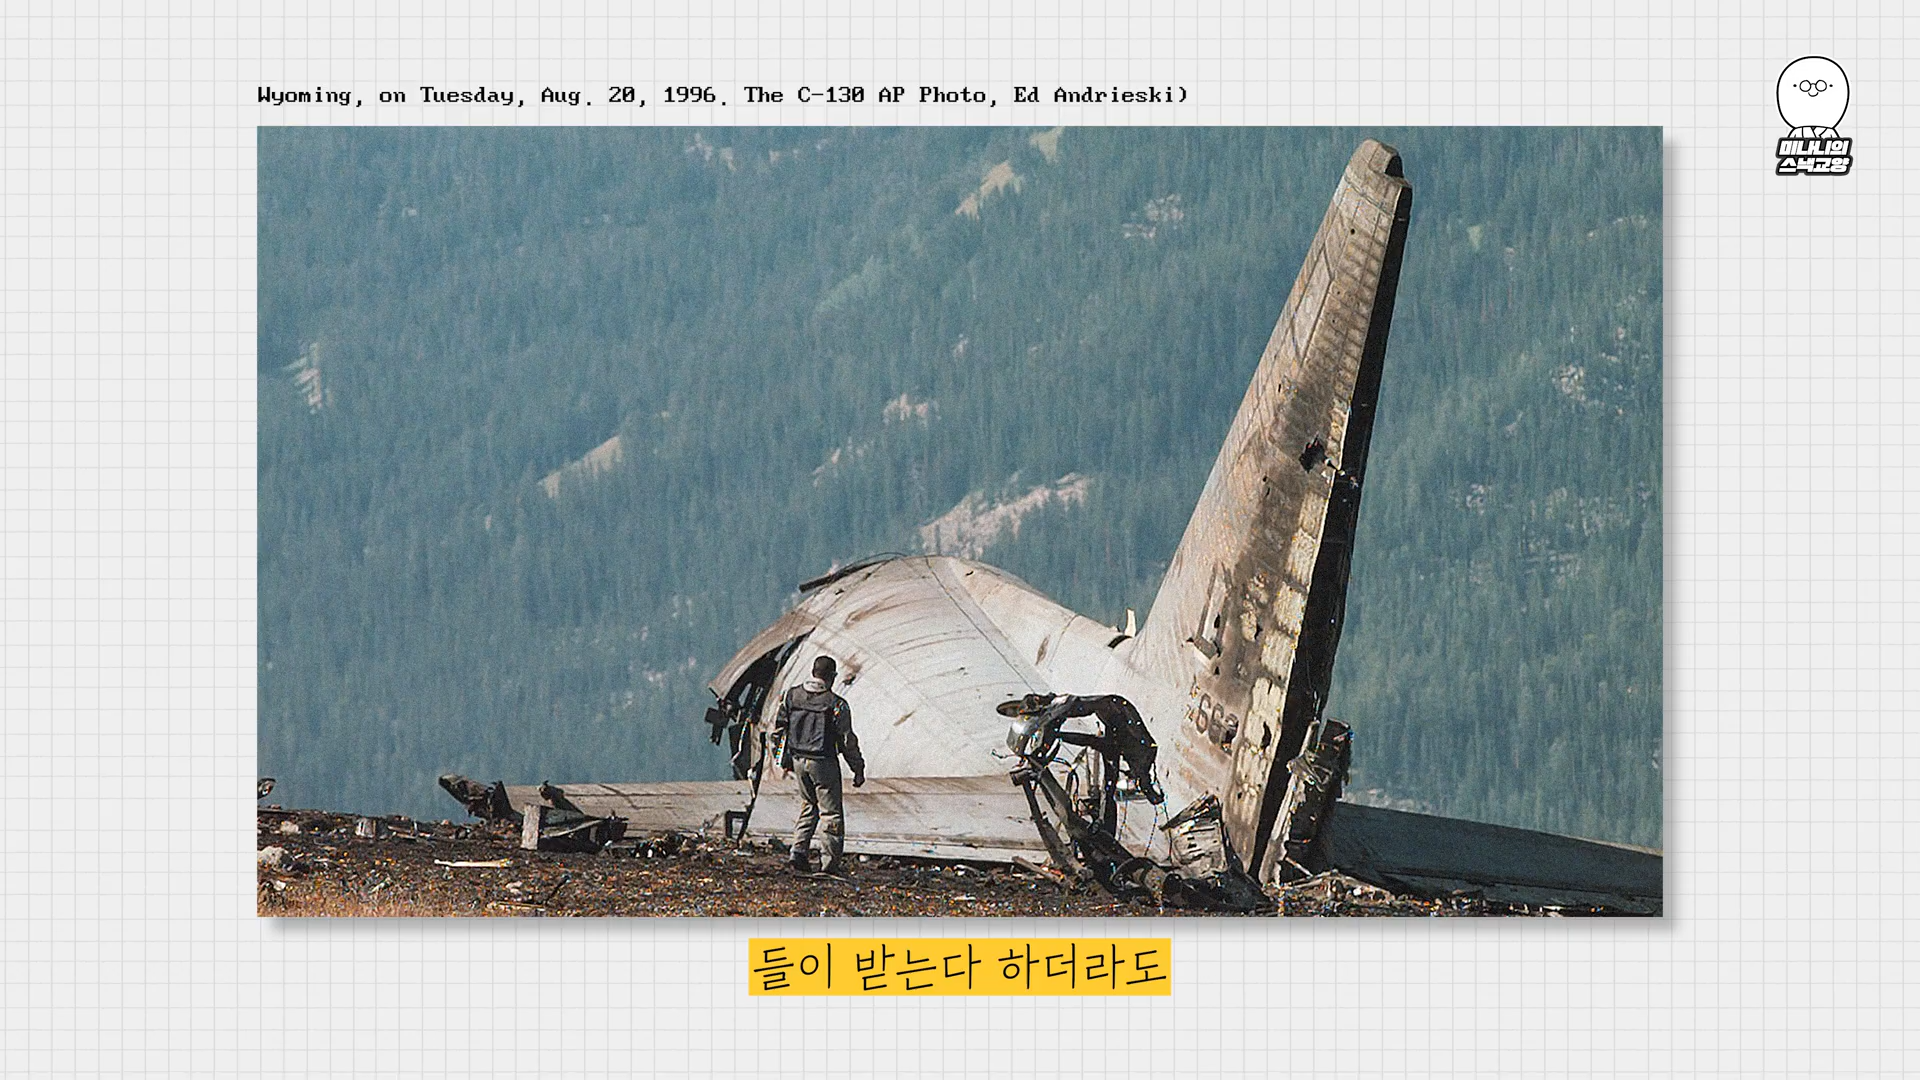 Wyoming, on Tuesday, Aug. 20, 1996. The C-130 AP Photo, Ed Andrieski)
미나니의
스낵교양
들이 받는다 하더라도